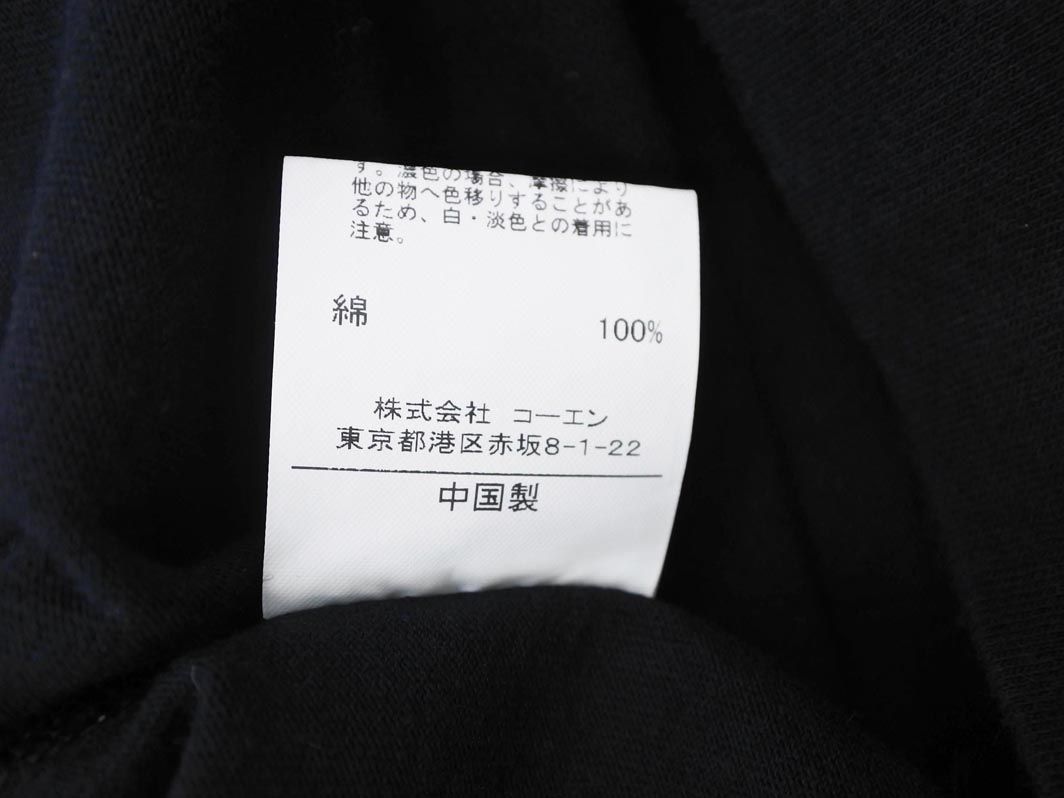 す。濃色の場合、摩擦により
他の物へ色移りすることがあ
るため、白・淡色との着用に
注意。
綿 100%
株式会社 コーエン
東京都港区赤坂8-1-22
中国製